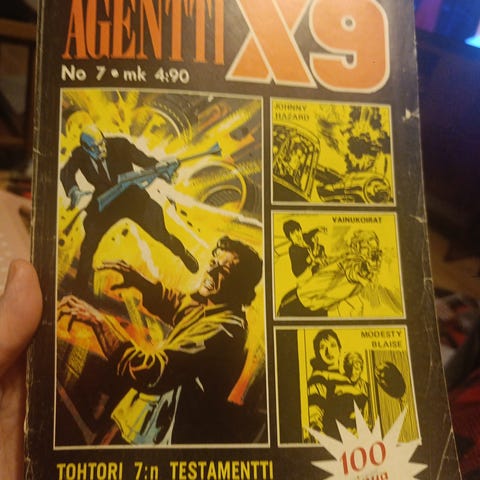 AGENTTI X9
No 7 • mk 4:90
JOHNNY
HAZARD
VAINUKOIRAT
MODESTY
BLAISE
TOHTORI 7:n TESTAMENTTI
100